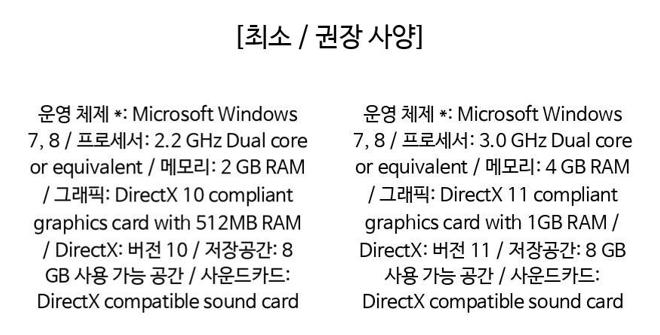 [최소 / 권장 사양]
운영 체제 *: Microsoft Windows
7, 8 / 프로세서: 2.2 GHz Dual core
or equivalent / 메모리: 2 GB RAM
/ 그래픽: DirectX 10 compliant
graphics card with 512MB RAM
/ DirectX: 버전 10 / 저장공간: 8
GB 사용 가능 공간 / 사운드카드:
DirectX compatible sound card
운영 체제 *: Microsoft Windows
7, 8 / 프로세서: 3.0 GHz Dual core
or equivalent / 메모리: 4 GB RAM
/ 그래픽: DirectX 11 compliant
graphics card with 1GB RAM /
DirectX: 버전 11 / 저장공간: 8 GB
사용 가능 공간 / 사운드카드:
DirectX compatible sound card